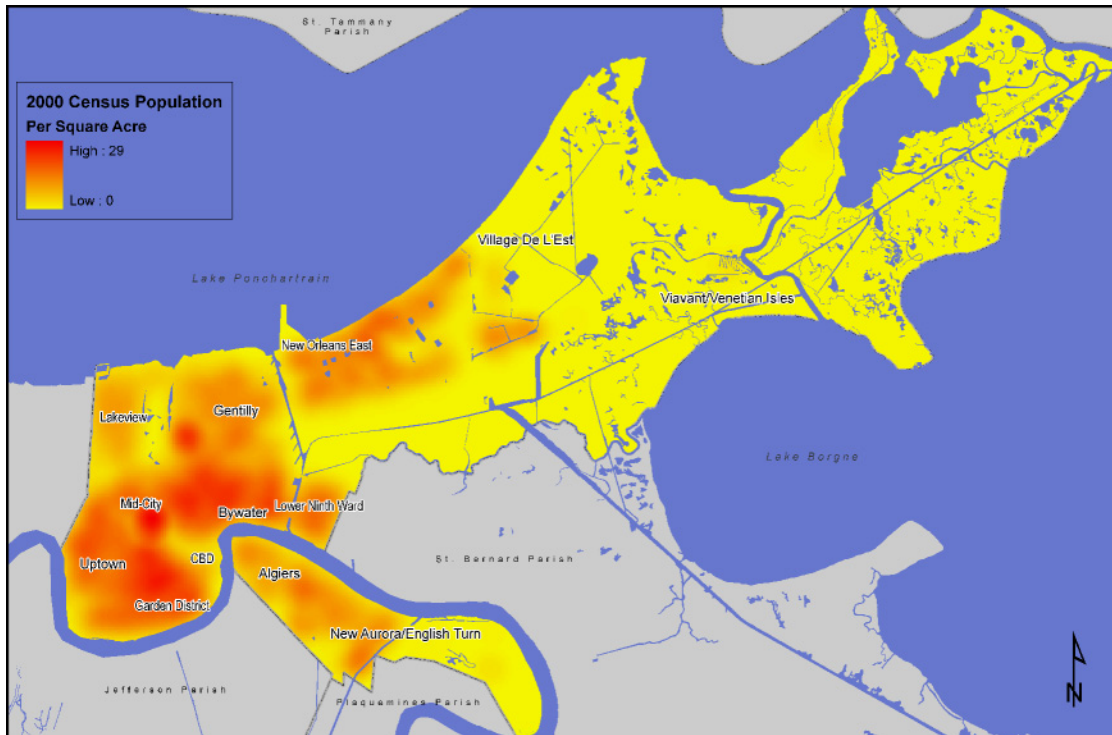 St. Tammany
Parish
2000 Census Population
Per Square Acre
High : 29
Low : 0
Village De L'Est
Lake Ponchartrain
Viavant/Venetian Isles
New Orleans East
Lakeview
Gentilly
Lake Borgne
Mid-City
Bywater
Lower Ninth Ward
CBD
Uptown
Algiers
St. Bernard Parish
Garden District
New Aurora/English Turn
Jefferson Parish
Plaquemines Parish
N